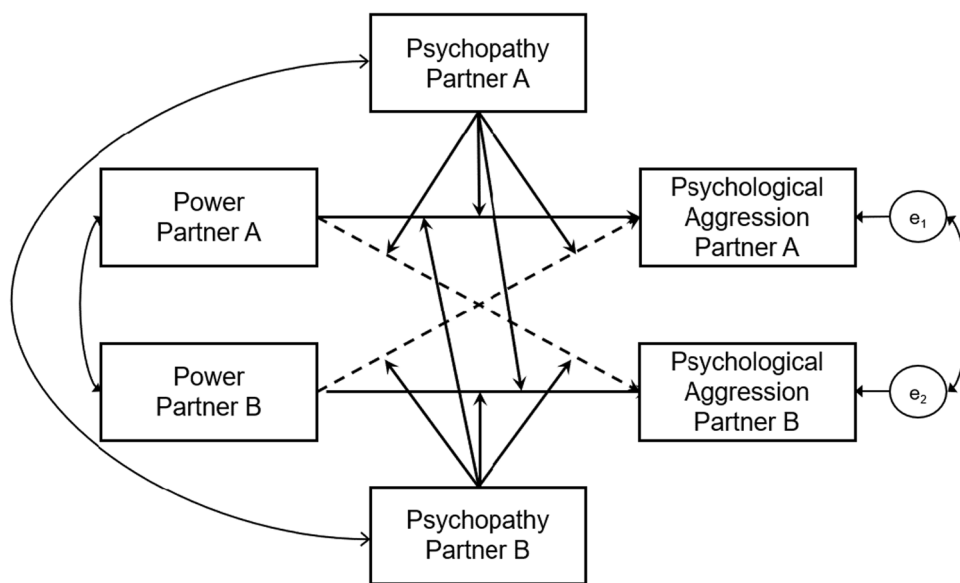 Psychopathy
Partner A
Power
Partner A
Psychological
Aggression
Partner A
e1
Power
Partner B
Psychological
Aggression
Partner B
e2
Psychopathy
Partner B